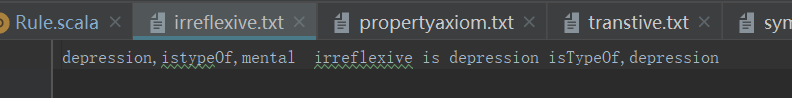 Rule.scala irreflexive.txt propertyaxiom.txt transtive.txt sym
depression,istypeOf,mental irreflexive is depression isTypeOf,depression